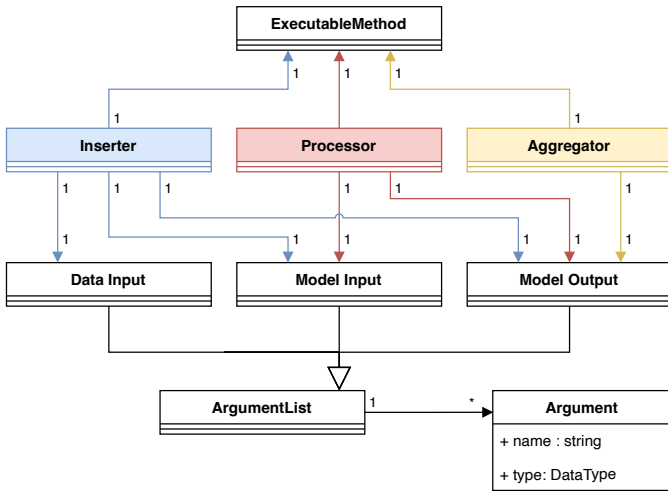 ExecutableMethod
1 1 1
1 1
Inserter Processor Aggregator
1 1 1 1 1 1
1 1 1 1 1 1
Data Input Model Input Model Output
ArgumentList 1 * Argument
+ name : string
+ type: DataType